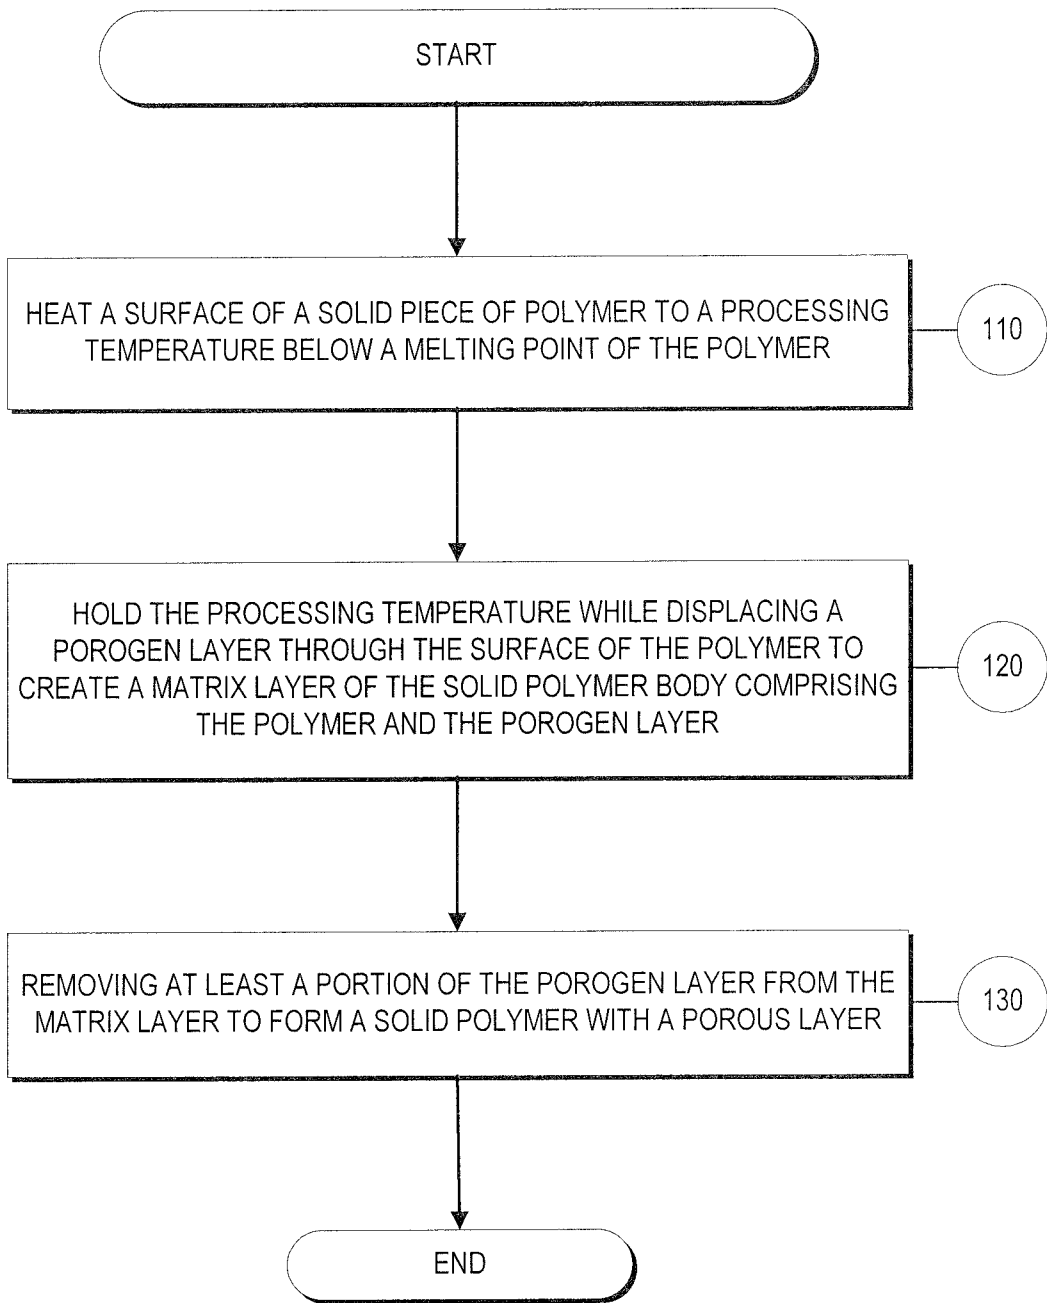 START
HEAT A SURFACE OF A SOLID PIECE OF POLYMER TO A PROCESSING
TEMPERATURE BELOW A MELTING POINT OF THE POLYMER
110
HOLD THE PROCESSING TEMPERATURE WHILE DISPLACING A
POROGEN LAYER THROUGH THE SURFACE OF THE POLYMER TO
CREATE A MATRIX LAYER OF THE SOLID POLYMER BODY COMPRISING
THE POLYMER AND THE POROGEN LAYER
120
REMOVING AT LEAST A PORTION OF THE POROGEN LAYER FROM THE
MATRIX LAYER TO FORM A SOLID POLYMER WITH A POROUS LAYER
130
END